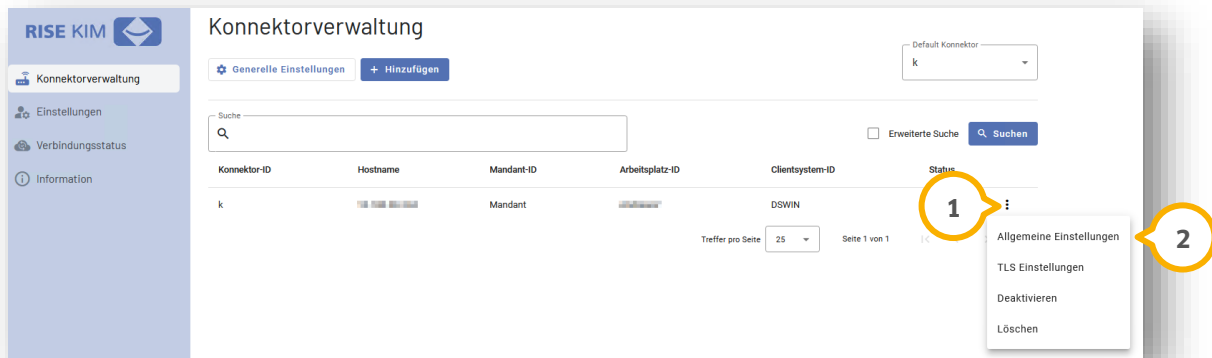 RISE KIM
Konnektorverwaltung
Einstellungen
Verbindungsstatus
Information
Konnektorverwaltung
Generelle Einstellungen + Hinzufügen
Default Konnektor
k
Suche
Erweiterte Suche Suchen
Konnektor-ID Hostname Mandant-ID Arbeitsplatz-ID Clientsystem-ID Status
k Mandant DSWIN
1
Treffer pro Seite 25 Seite 1 von 1
Allgemeine Einstellungen
2
TLS Einstellungen
Deaktivieren
Löschen